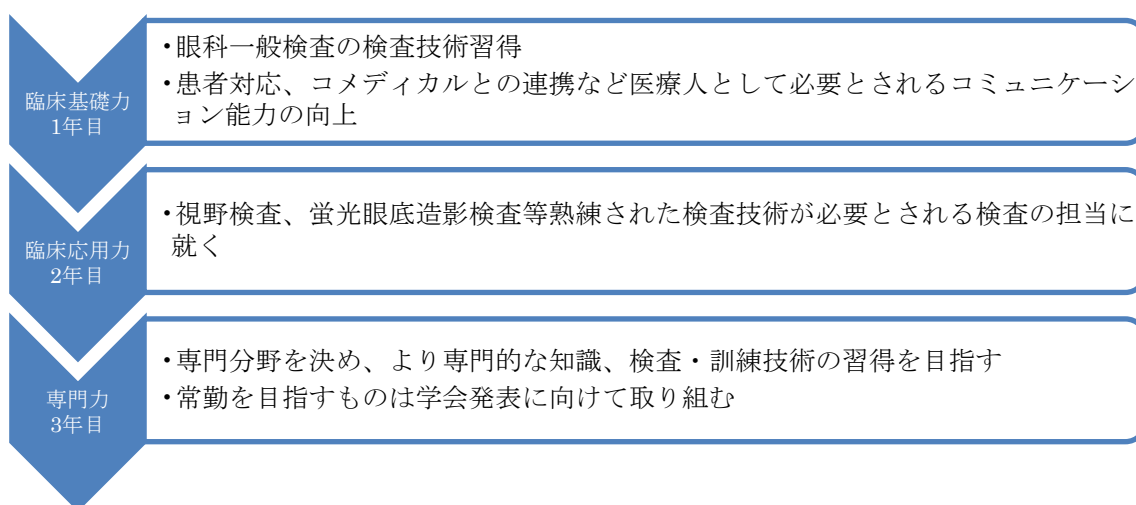 臨床基礎力
1年目
•眼科一般検査の検査技術習得
•患者対応、コメディカルとの連携など医療人として必要とされるコミュニケーシ
ョン能力の向上
臨床応用力
2年目
•視野検査、蛍光眼底造影検査等熟練された検査技術が必要とされる検査の担当に
就く
専門力
3年目
•専門分野を決め、より専門的な知識、検査・訓練技術の習得を目指す
•常勤を目指すものは学会発表に向けて取り組む